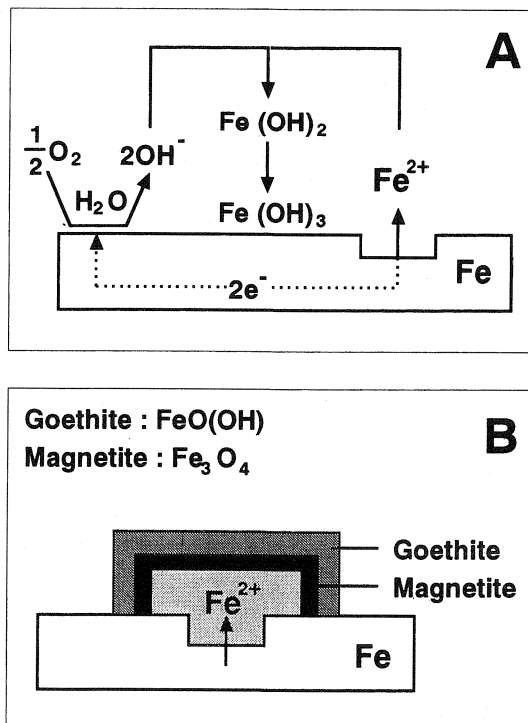 A
Fe (OH)₂
½O₂
H₂O
2OH⁻
Fe²⁺
Fe (OH)₃
Fe
2e⁻
Goethite : FeO(OH)
Magnetite : Fe₃O₄
B
Goethite
Magnetite
Fe²⁺
Fe